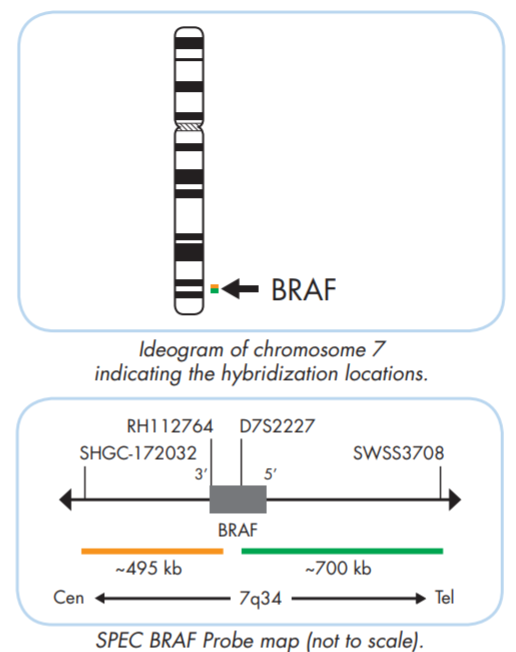 BRAF
Ideogram of chromosome 7
indicating the hybridization locations.
RH112764 D7S2227
SHGC-172032 SWSS3708
3’ 5’
BRAF
~495 kb ~700 kb
Cen 7q34 Tel
SPEC BRAF Probe map (not to scale).